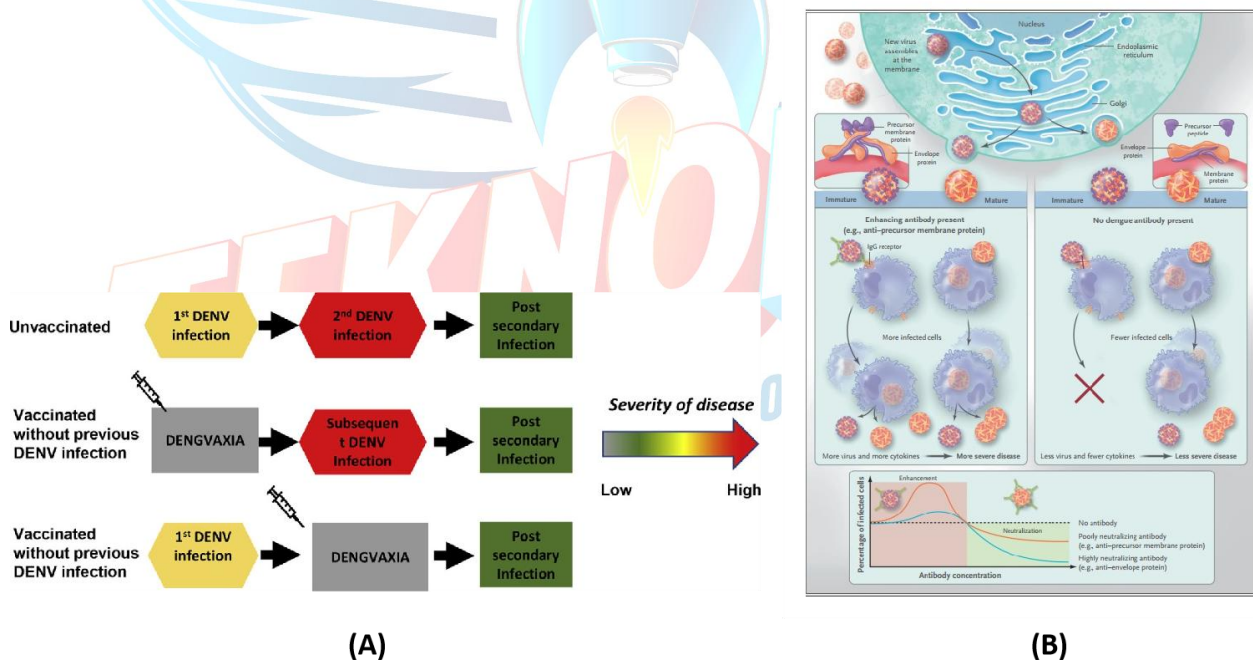 TEKNO
Unvaccinated
1st DENV
infection
2nd DENV
infection
Post
secondary
Infection
Vaccinated
without previous
DENV infection
DENGVAXIA
Subsequen
t DENV
Infection
Post
secondary
Infection
Vaccinated
without previous
DENV infection
1st DENV
infection
DENGVAXIA
Post
secondary
Infection
Severity of disease
Low
High
(A)
Nucleus
New virus
assembles
at the
membrane
Endoplasmic
reticulum
Golgi
Precursor
membrane
protein
Envelope
protein
Precursor
peptide
Envelope
protein
Membrane
protein
Immature
Mature
Immature
Mature
Enhancing antibody present
(e.g., anti–precursor membrane protein)
IgG receptor
More infected cells
More virus and more cytokines
More severe disease
No dengue antibody present
Fewer infected cells
Less virus and fewer cytokines
Less severe disease
Percentage of infected cells
Enhancement
Neutralization
Antibody concentration
No antibody
Poorly neutralizing antibody
(e.g., anti–precursor membrane protein)
Highly neutralizing antibody
(e.g., anti–envelope protein)
(B)